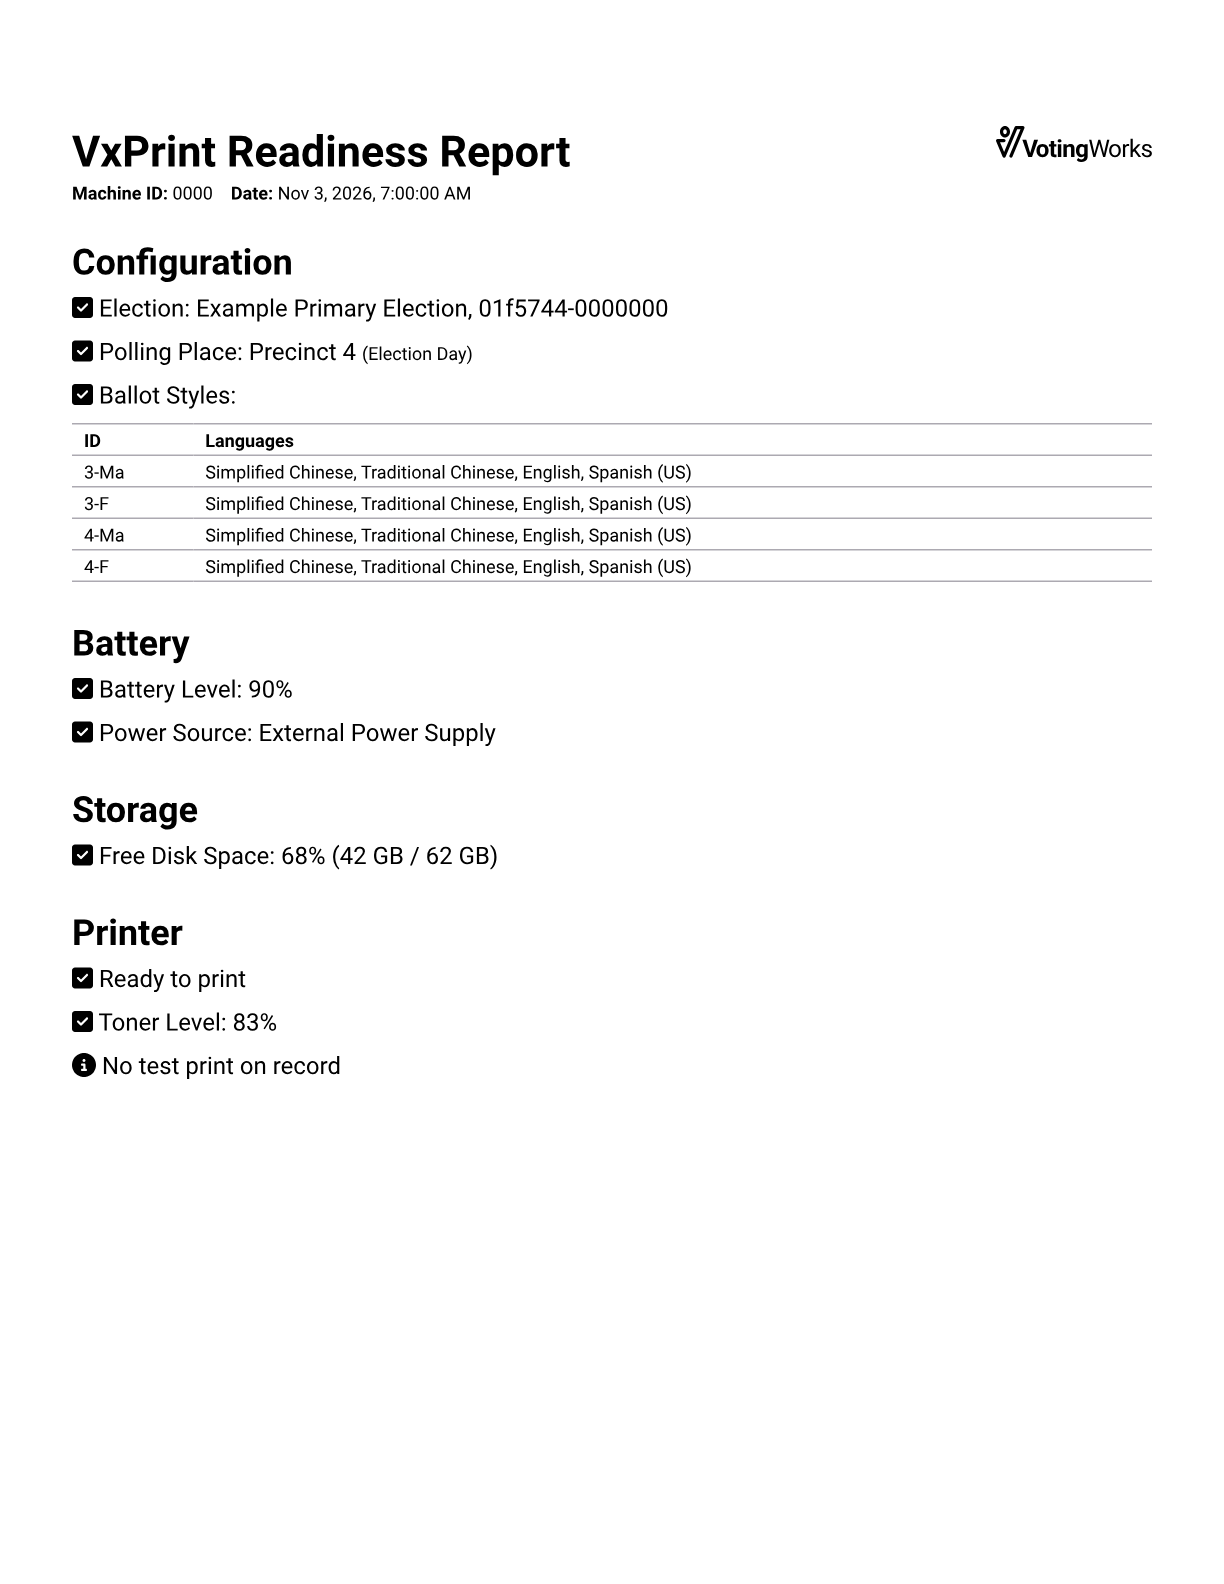 VxPrint Readiness Report
VotingWorks
Machine ID: 0000 Date: Nov 3, 2026, 7:00:00 AM
Configuration
Election: Example Primary Election, 01f5744-0000000
Polling Place: Precinct 4 (Election Day)
Ballot Styles:
ID Languages
3-Ma Simplified Chinese, Traditional Chinese, English, Spanish (US)
3-F Simplified Chinese, Traditional Chinese, English, Spanish (US)
4-Ma Simplified Chinese, Traditional Chinese, English, Spanish (US)
4-F Simplified Chinese, Traditional Chinese, English, Spanish (US)
Battery
Battery Level: 90%
Power Source: External Power Supply
Storage
Free Disk Space: 68% (42 GB / 62 GB)
Printer
Ready to print
Toner Level: 83%
No test print on record